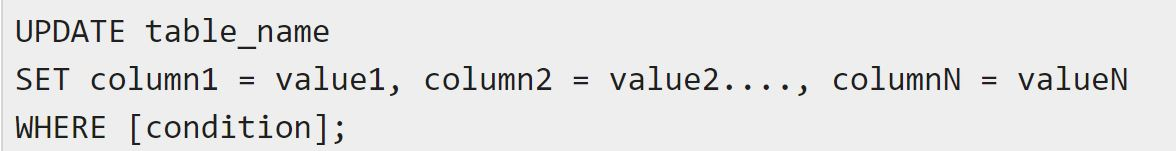 UPDATE table_name
SET column1 = value1, column2 = value2...., columnN = valueN
WHERE [condition];